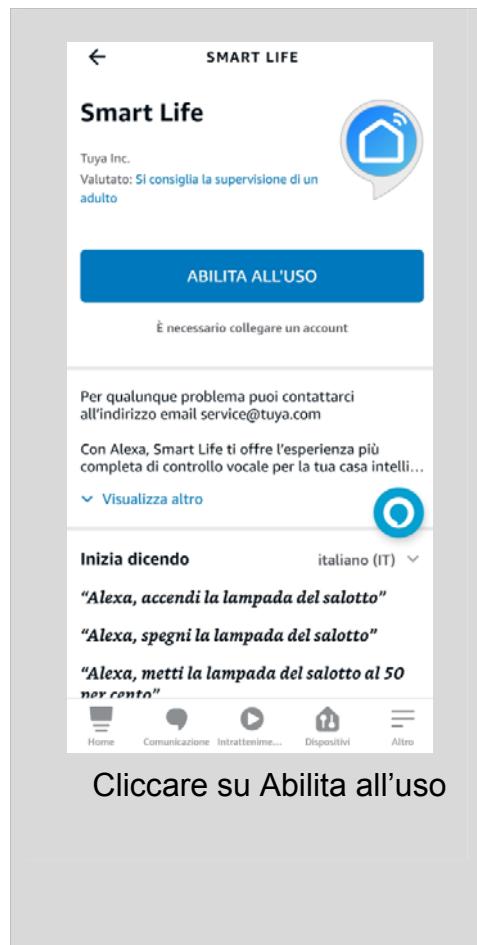 SMART LIFE
Smart Life
Tuya Inc.
Valutato: Si consiglia la supervisione di un
adulto
ABILITA ALL'USO
È necessario collegare un account
Per qualunque problema puoi contattarci
all'indirizzo email service@tuya.com
Con Alexa, Smart Life ti offre l'esperienza più
completa di controllo vocale per la tua casa intelli...
Visualizza altro
Inizia dicendo
italiano (IT)
“Alexa, accendi la lampada del salotto”
“Alexa, spegni la lampada del salotto”
“Alexa, metti la lampada del salotto al 50
per cento”
Home
Comunicazione
Intrattenime...
Dispositivi
Altro
Cliccare su Abilita all’uso